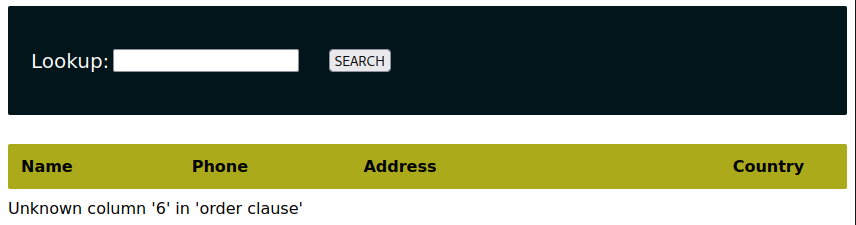 Lookup: SEARCH
Name Phone Address Country
Unknown column '6' in 'order clause'